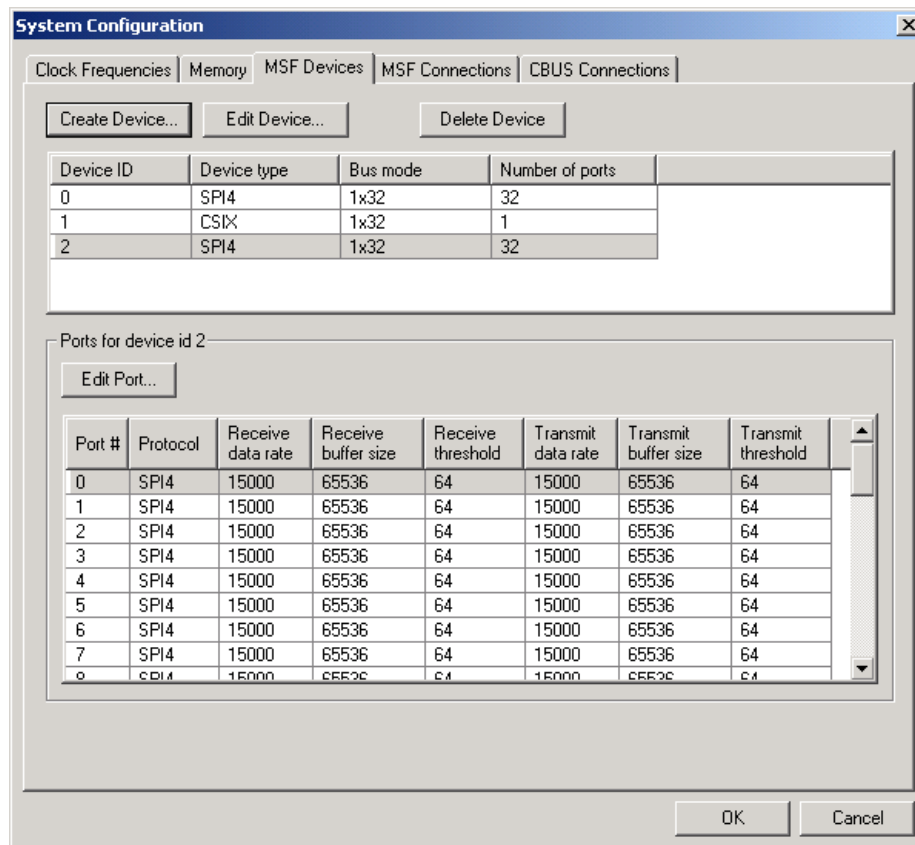 System Configuration
Clock Frequencies Memory MSF Devices MSF Connections CBUS Connections
Create Device... Edit Device... Delete Device
Device ID Device type Bus mode Number of ports
0 SPI4 1x32 32
1 CSIX 1x32 1
2 SPI4 1x32 32
Ports for device id 2
Edit Port...
Port # Protocol Receive data rate Receive buffer size Receive threshold Transmit data rate Transmit buffer size Transmit threshold
0 SPI4 15000 65536 64 15000 65536 64
1 SPI4 15000 65536 64 15000 65536 64
2 SPI4 15000 65536 64 15000 65536 64
3 SPI4 15000 65536 64 15000 65536 64
4 SPI4 15000 65536 64 15000 65536 64
5 SPI4 15000 65536 64 15000 65536 64
6 SPI4 15000 65536 64 15000 65536 64
7 SPI4 15000 65536 64 15000 65536 64
OK Cancel